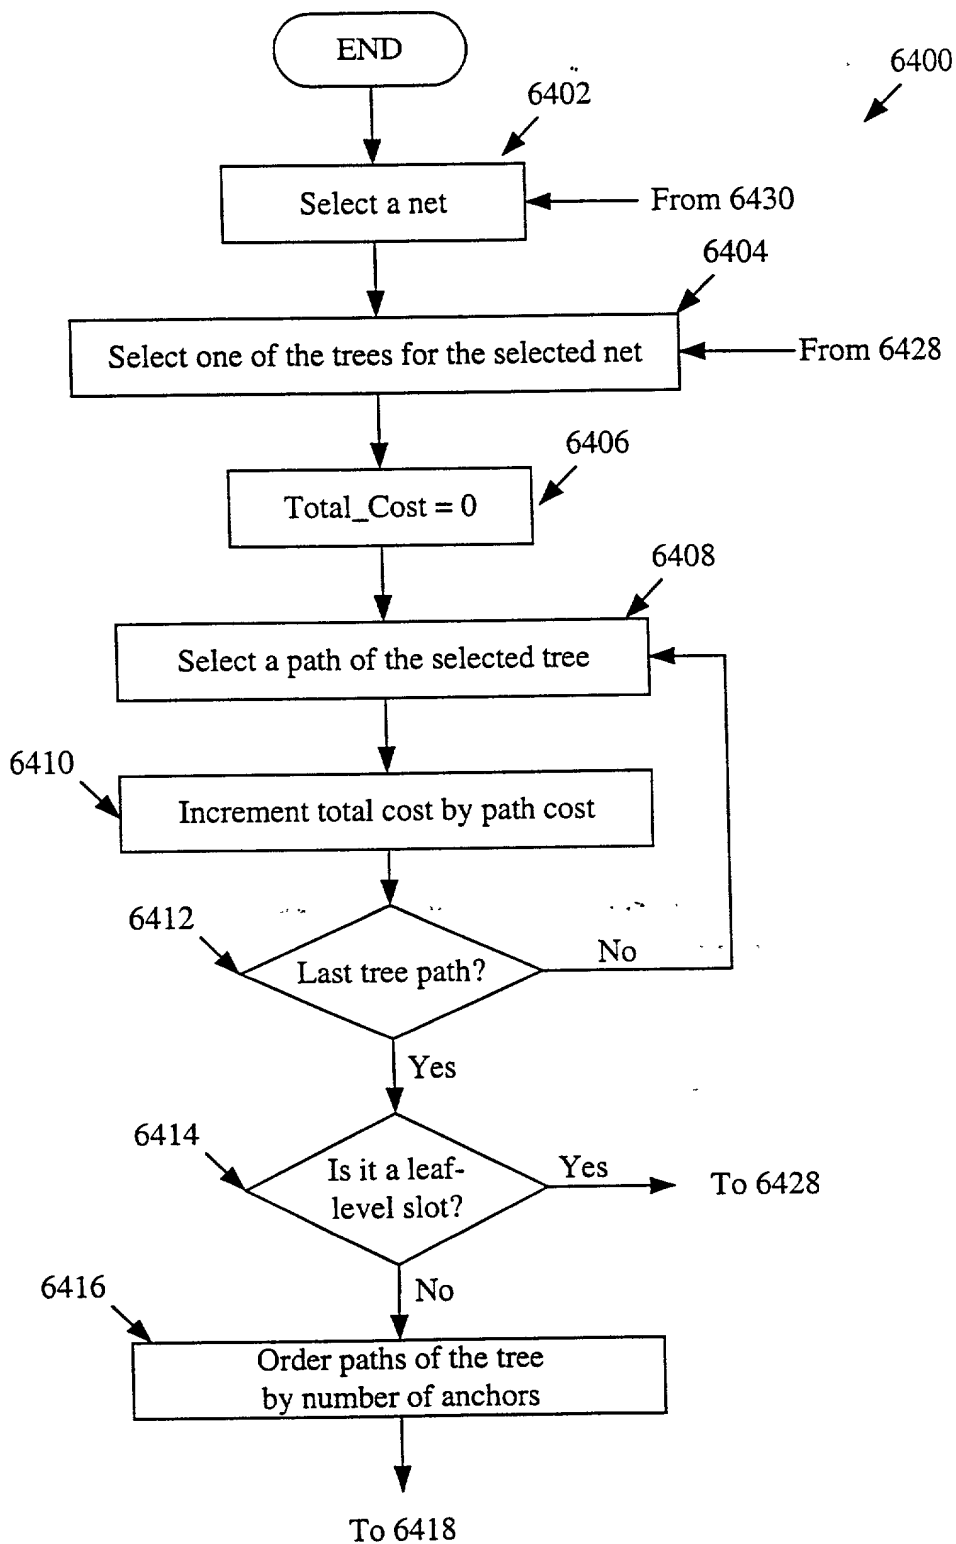 END
6400
6402
Select a net
From 6430
6404
Select one of the trees for the selected net
From 6428
6406
Total_Cost = 0
6408
Select a path of the selected tree
6410
Increment total cost by path cost
6412
Last tree path?
No
Yes
6414
Is it a leaf-
level slot?
Yes
To 6428
No
6416
Order paths of the tree
by number of anchors
To 6418